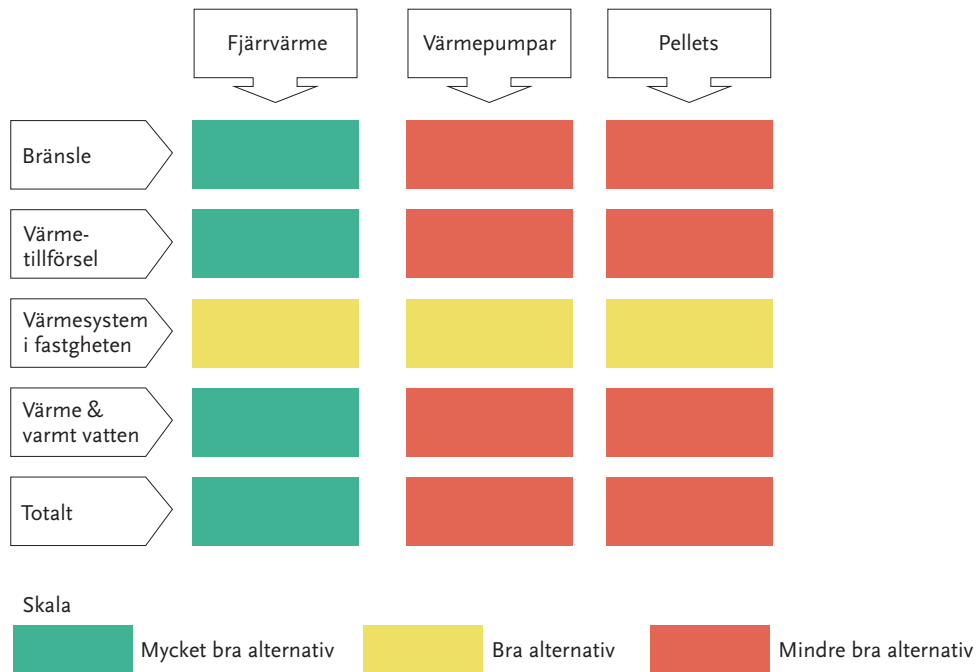 Fjärrvärme
Värmepumpar
Pellets
Bränsle
Värme-
tillförsel
Värmesystem
i fastgheten
Värme &
varmt vatten
Totalt
Skala
Mycket bra alternativ
Bra alternativ
Mindre bra alternativ